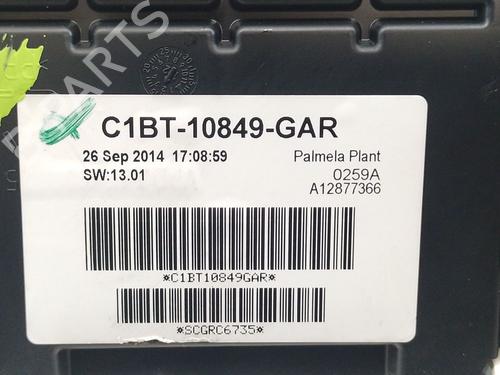 C1BT-10849-GAR
26 Sep 2014 17:08:59 Palmela Plant
SW:13.01 0259A
A12877366
*C1BT10849GAR*
*SCGRC6735*